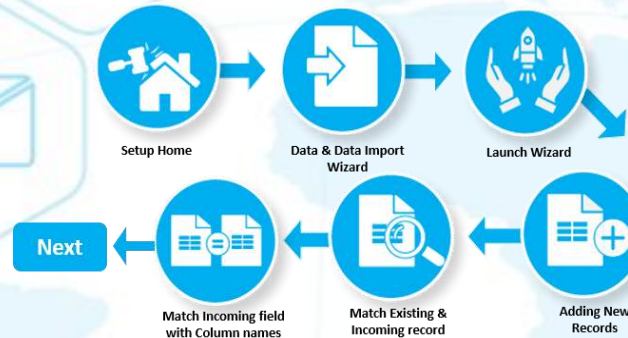 Setup Home
Data & Data Import
Wizard
Launch Wizard
Adding New
Records
Match Existing &
Incoming record
Match Incoming field
with Column names
Next